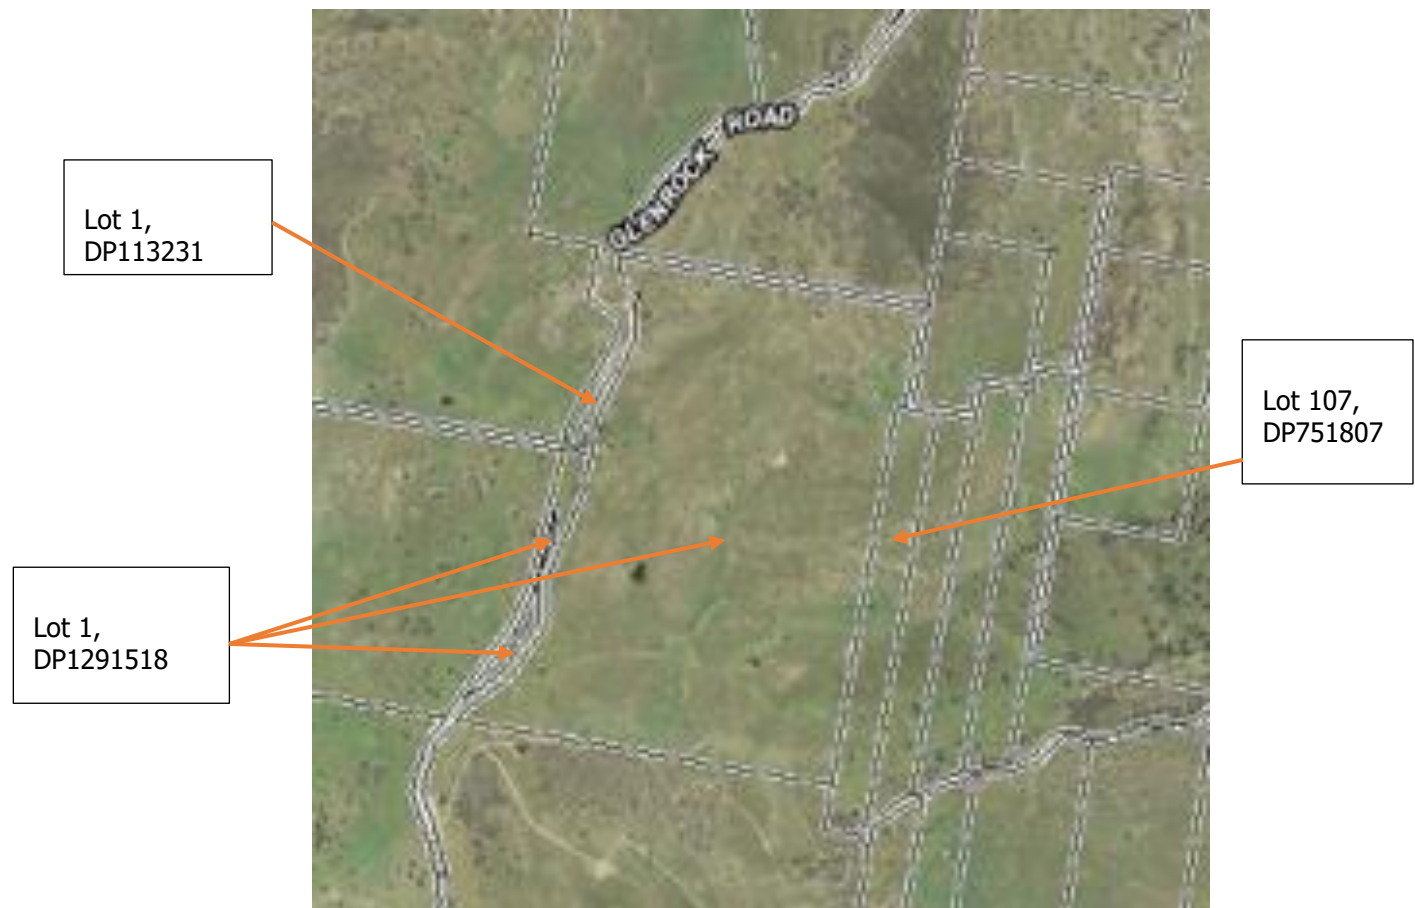 GLENROCK ROAD
Lot 1,
DP113231
Lot 107,
DP751807
Lot 1,
DP1291518